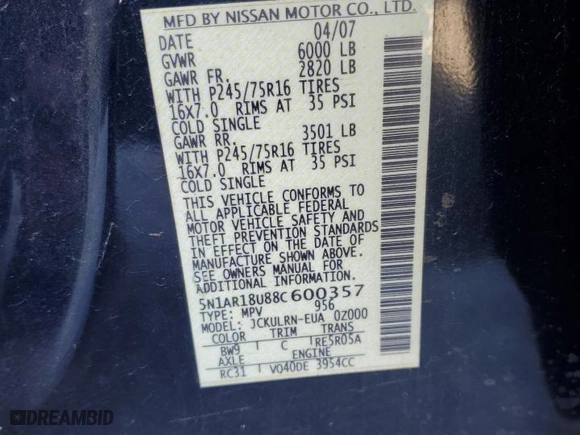 MFD BY NISSAN MOTOR CO., LTD.
DATE 04/07
GVWR 6000 LB
GAWR FR. 2820 LB
WITH P245/75R16 TIRES
16X7.0 RIMS AT 35 PSI
COLD SINGLE
GAWR RR. 3501 LB
WITH P245/75R16 TIRES
16X7.0 RIMS AT 35 PSI
COLD SINGLE
THIS VEHICLE CONFORMS TO
ALL APPLICABLE FEDERAL
MOTOR VEHICLE SAFETY AND
THEFT PREVENTION STANDARDS
IN EFFECT ON THE DATE OF
MANUFACTURE SHOWN ABOVE.
SEE OWNERS MANUAL FOR
ADDITIONAL INFORMATION.
5N1AR18U88C600357
TYPE: MPV 956
MODEL: JCKULRN-EUA 0Z000
COLOR TRIM TRANS
BW9 C RE5R05A
AXLE ENGINE
RC31 VQ40DE 3954CC
DREAMBID